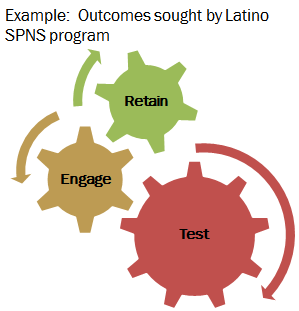 Example:  Outcomes sought by Latino
SPNS program
Retain
Engage
Test